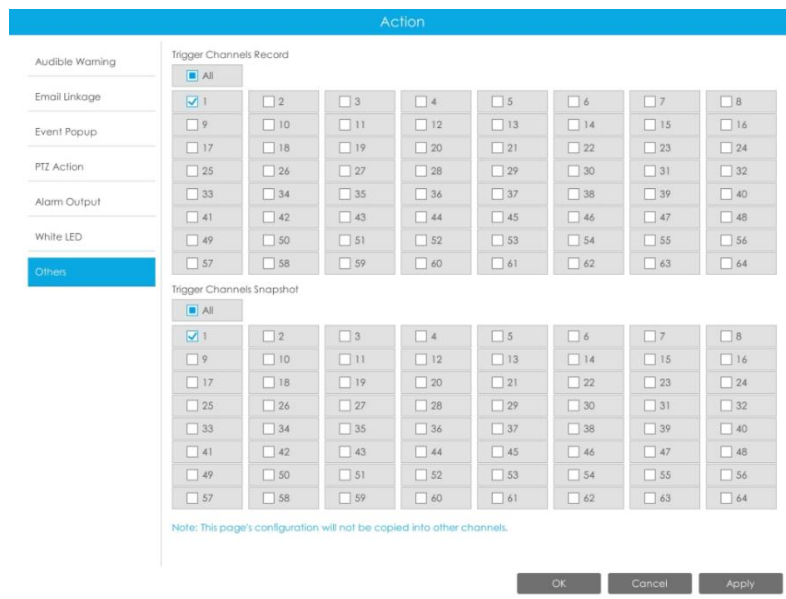 Action
Audible Warning
Email Linkage
Event Popup
PTZ Action
Alarm Output
White LED
Others
Trigger Channels Record
All
1 2 3 4 5 6 7 8
9 10 11 12 13 14 15 16
17 18 19 20 21 22 23 24
25 26 27 28 29 30 31 32
33 34 35 36 37 38 39 40
41 42 43 44 45 46 47 48
49 50 51 52 53 54 55 56
57 58 59 60 61 62 63 64
Trigger Channels Snapshot
All
1 2 3 4 5 6 7 8
9 10 11 12 13 14 15 16
17 18 19 20 21 22 23 24
25 26 27 28 29 30 31 32
33 34 35 36 37 38 39 40
41 42 43 44 45 46 47 48
49 50 51 52 53 54 55 56
57 58 59 60 61 62 63 64
Note: This page's configuration will not be copied into other channels.
OK Cancel Apply